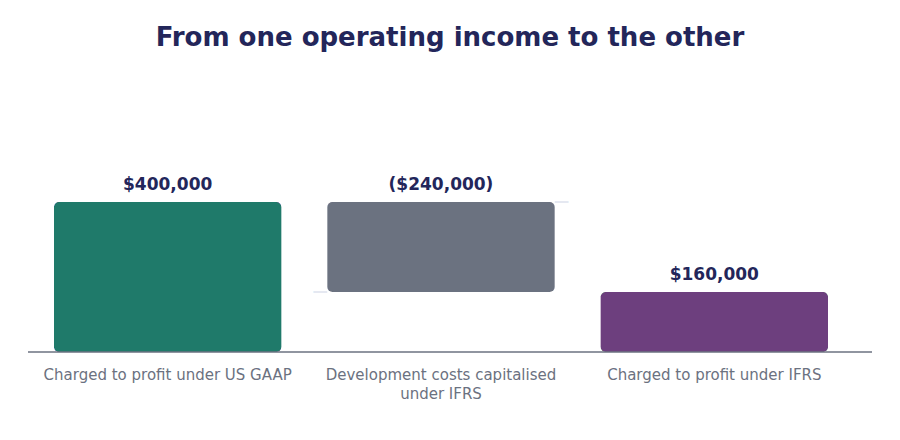 From one operating income to the other
$400,000
($240,000)
$160,000
Charged to profit under US GAAP
Development costs capitalised
under IFRS
Charged to profit under IFRS